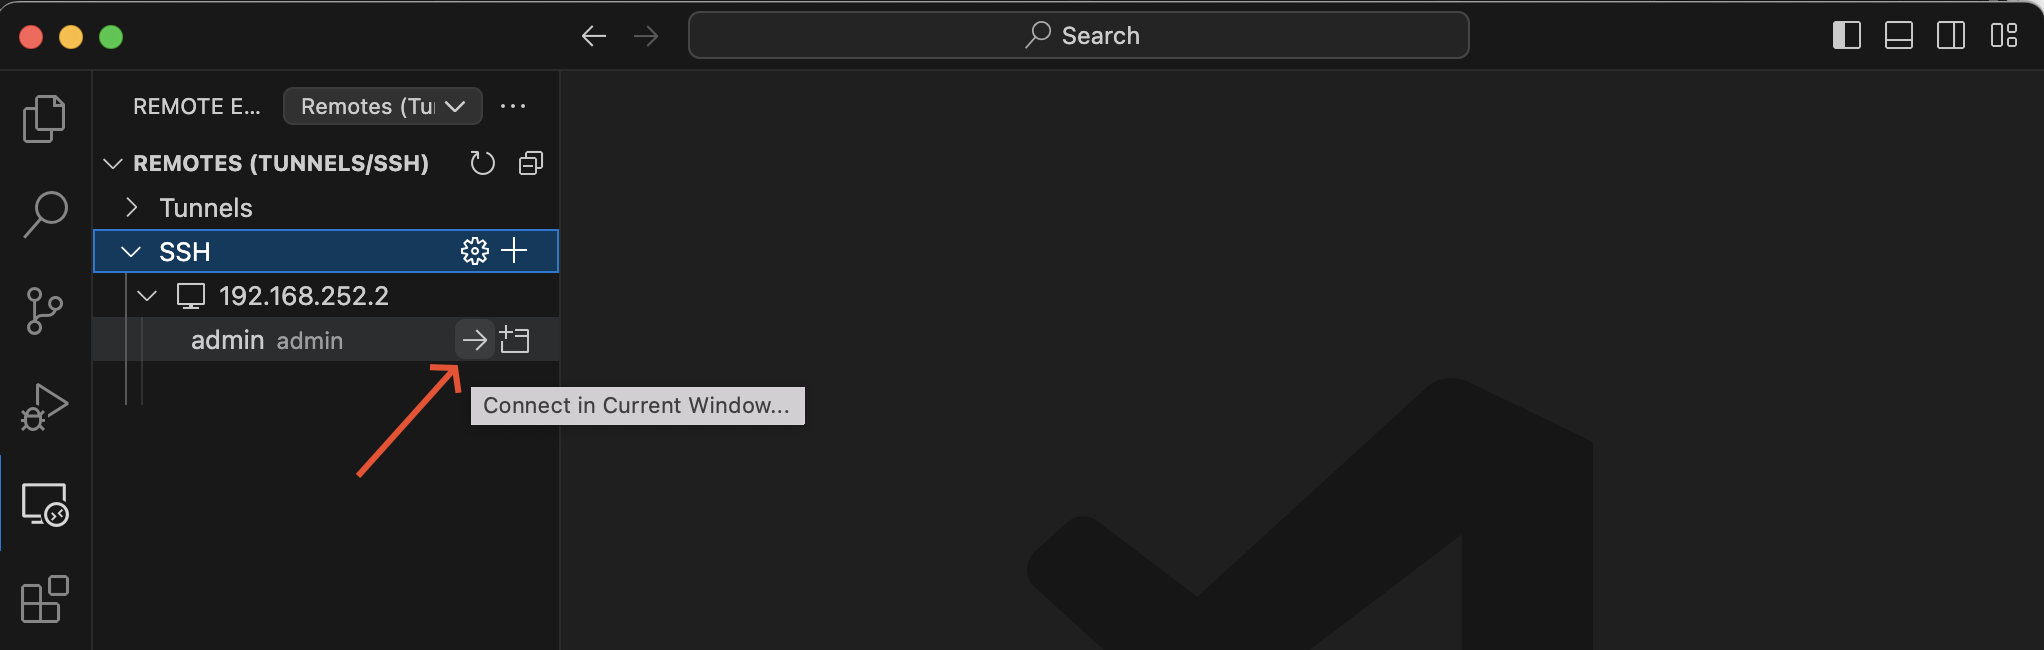 Search
REMOTE E...
Remotes (Tu
REMOTES (TUNNELS/SSH)
Tunnels
SSH
192.168.252.2
admin admin
Connect in Current Window...